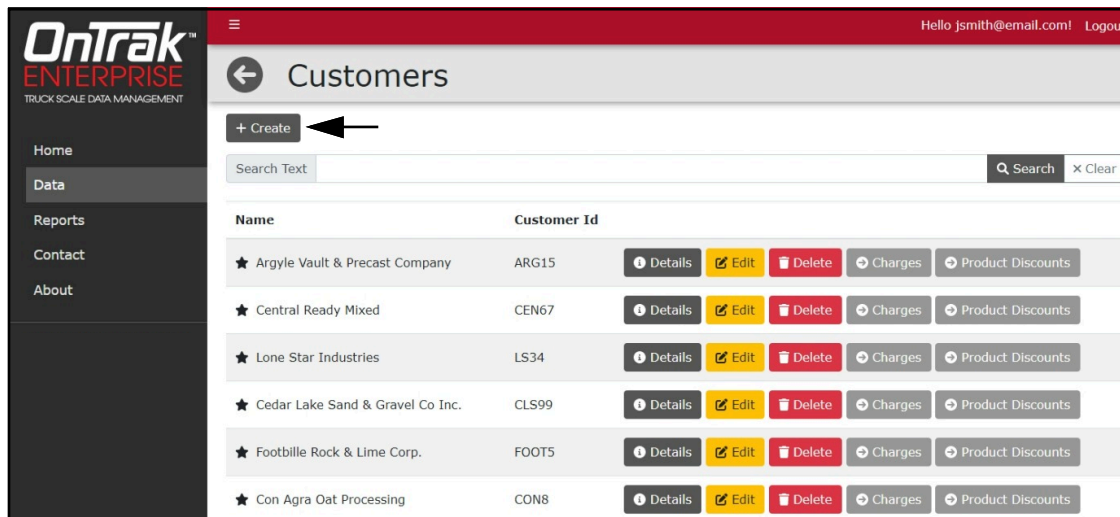 OnTrak™
ENTERPRISE
TRUCK SCALE DATA MANAGEMENT
Home
Data
Reports
Contact
About
Hello jsmith@email.com! Logou
Customers
+ Create
Search Text Search × Clear
Name Customer Id
Argyle Vault & Precast Company ARG15 Details Edit Delete Charges Product Discounts
Central Ready Mixed CEN67 Details Edit Delete Charges Product Discounts
Lone Star Industries LS34 Details Edit Delete Charges Product Discounts
Cedar Lake Sand & Gravel Co Inc. CLS99 Details Edit Delete Charges Product Discounts
Footbille Rock & Lime Corp. FOOT5 Details Edit Delete Charges Product Discounts
Con Agra Oat Processing CON8 Details Edit Delete Charges Product Discounts